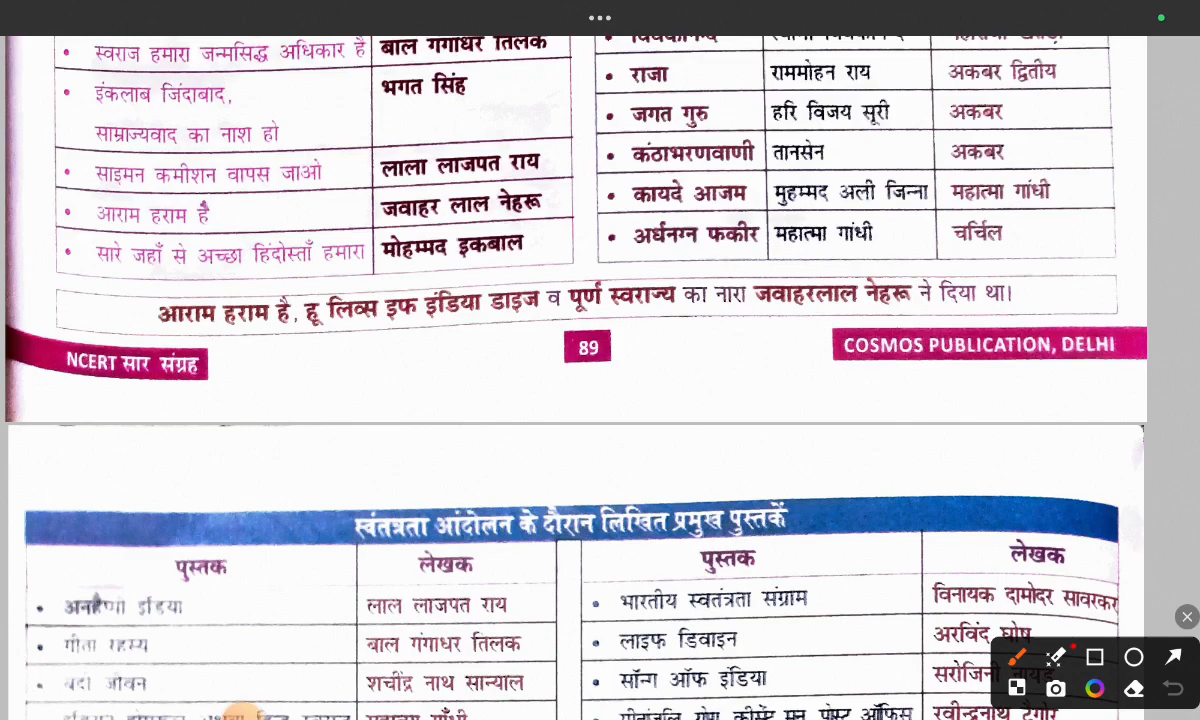 • स्वराज हमारा जन्मसिद्ध अधिकार है बाल गंगाधर तिलक
• इंकलाब जिंदाबाद, भगत सिंह
साम्राज्यवाद का नाश हो
• साइमन कमीशन वापस जाओ लाला लाजपत राय
• आराम हराम है जवाहर लाल नेहरू
• सारे जहाँ से अच्छा हिंदोस्ताँ हमारा मोहम्मद इकबाल
• राजा राममोहन राय अकबर द्वितीय
• जगत गुरु हरि विजय सूरी अकबर
• कंठाभरणवाणी तानसेन अकबर
• कायदे आजम मुहम्मद अली जिन्ना महात्मा गांधी
• अर्धनग्न फकीर महात्मा गांधी चर्चिल
आराम हराम है, हू लिव्स इफ इंडिया डाइज व पूर्ण स्वराज्य का नारा जवाहरलाल नेहरू ने दिया था।
NCERT सार संग्रह 89 COSMOS PUBLICATION, DELHI
स्वंतत्रता आंदोलन के दौरान लिखित प्रमुख पुस्तकें
पुस्तक लेखक पुस्तक लेखक
• इंडिया लाल लाजपत राय • भारतीय स्वतंत्रता संग्राम विनायक दामोदर सावरकर
• गीता रहस्य बाल गंगाधर तिलक • लाइफ डिवाइन अरविंद घोष
• बंदी जीवन शचींद्र नाथ सान्याल • सॉन्ग ऑफ इंडिया सरोजिनी नायडू
रवीन्द्रनाथ टैगोर